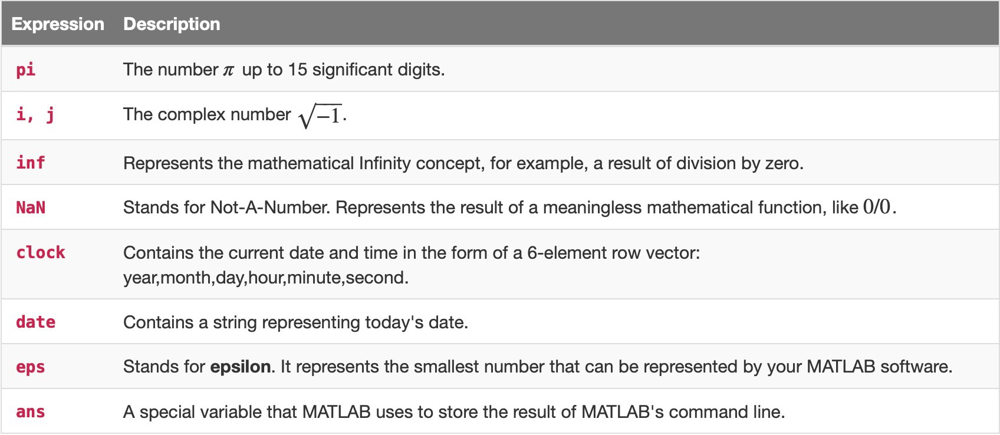 Expression Description
pi The number π up to 15 significant digits.
i, j The complex number √−1.
inf Represents the mathematical Infinity concept, for example, a result of division by zero.
NaN Stands for Not-A-Number. Represents the result of a meaningless mathematical function, like 0/0.
clock Contains the current date and time in the form of a 6-element row vector:
year,month,day,hour,minute,second.
date Contains a string representing today's date.
eps Stands for epsilon. It represents the smallest number that can be represented by your MATLAB software.
ans A special variable that MATLAB uses to store the result of MATLAB's command line.